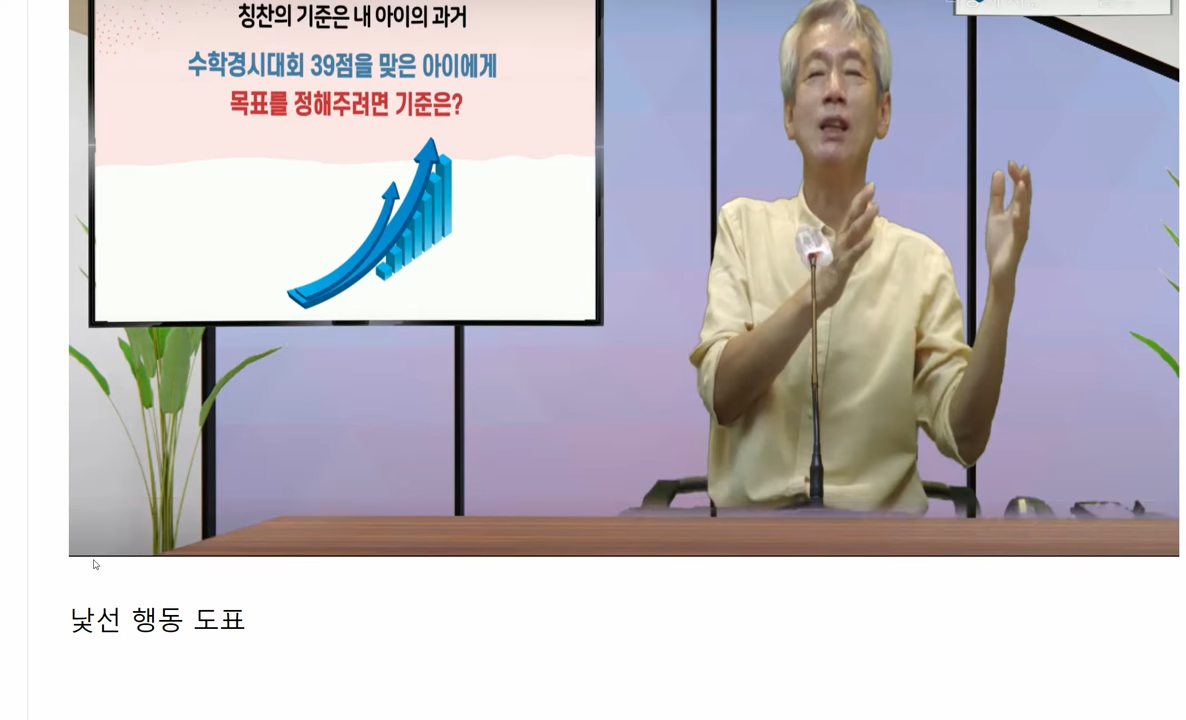 칭찬의 기준은 내 아이의 과거
수학경시대회 39점을 맞은 아이에게
목표를 정해주려면 기준은?
낯선 행동 도표